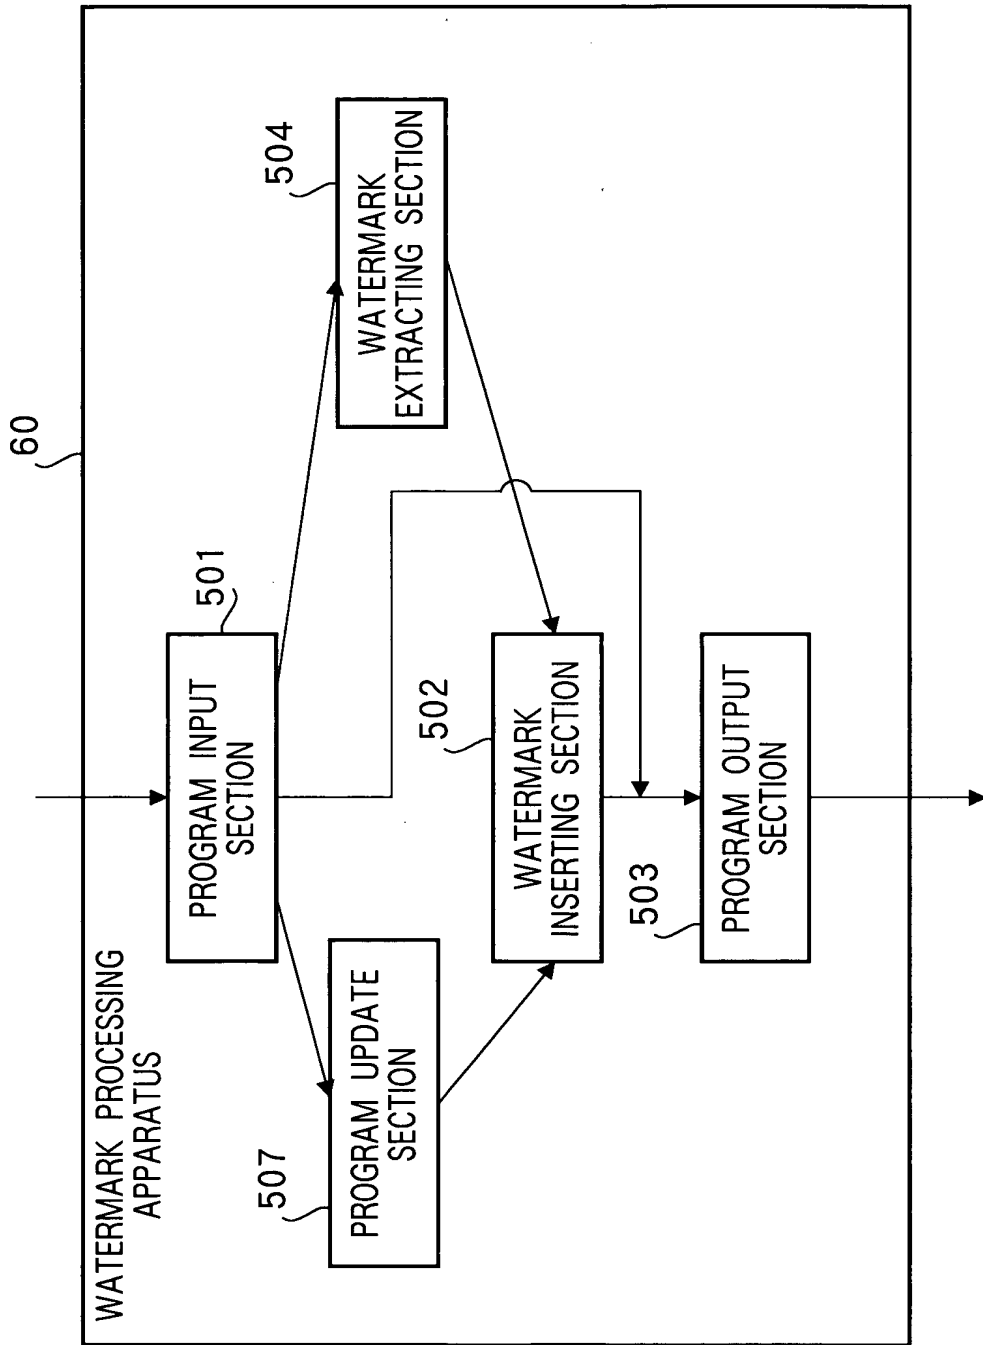 60
WATERMARK PROCESSING
APPARATUS
501
PROGRAM INPUT
SECTION
507
PROGRAM UPDATE
SECTION
504
WATERMARK
EXTRACTING SECTION
502
WATERMARK
INSERTING SECTION
503
PROGRAM OUTPUT
SECTION